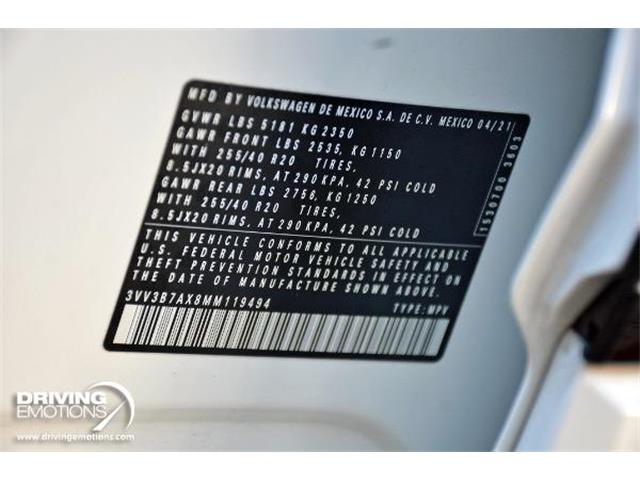 MFD BY VOLKSWAGEN DE MEXICO S.A. DE C.V. MEXICO 04/21
GVWR LBS 5181 KG 2350
GAWR FRONT LBS 2535, KG 1150
WITH 255/40 R20 TIRES,
8.5JX20 RIMS, AT 290 KPA, 42 PSI COLD
GAWR REAR LBS 2756, KG 1250
WITH 255/40 R20 TIRES,
8.5JX20 RIMS, AT 290 KPA, 42 PSI COLD
1530700 3603
THIS VEHICLE CONFORMS TO ALL APPLICABLE
U.S. FEDERAL MOTOR VEHICLE SAFETY AND
THEFT PREVENTION STANDARDS IN EFFECT ON
THE DATE OF MANUFACTURE SHOWN ABOVE.
3VV3B7AX8MM119494 TYPE: MPV
DRIVING
EMOTIONS
www.drivingemotions.com